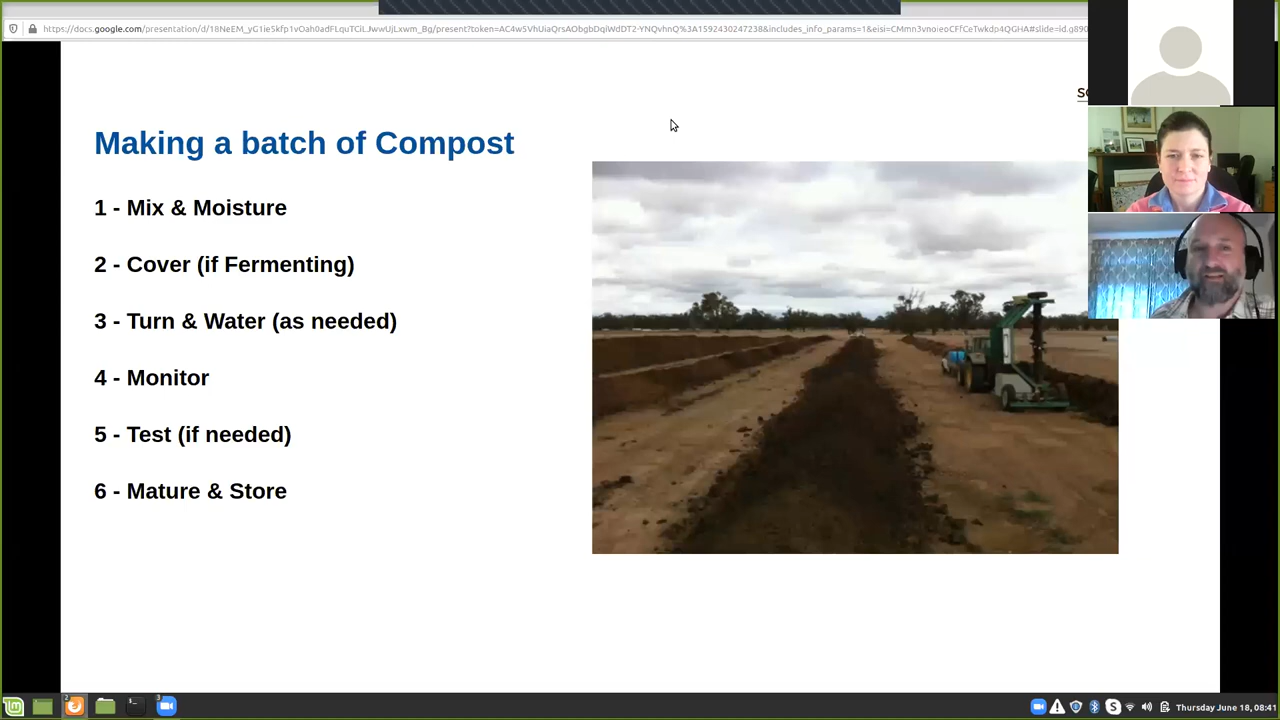 Making a batch of Compost
1 - Mix & Moisture
2 - Cover (if Fermenting)
3 - Turn & Water (as needed)
4 - Monitor
5 - Test (if needed)
6 - Mature & Store
Thursday June 18, 08:41